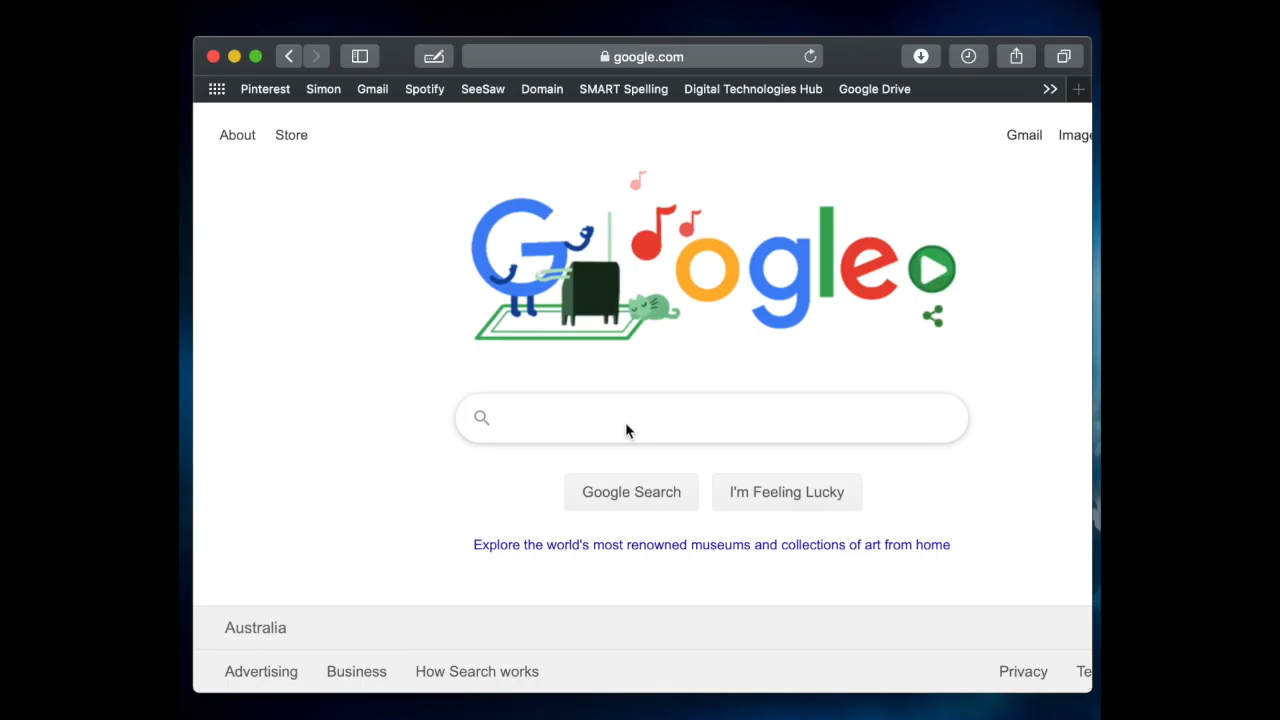 google.com
Pinterest Simon Gmail Spotify SeeSaw Domain SMART Spelling Digital Technologies Hub Google Drive
About Store Gmail Image
Google
Google Search I'm Feeling Lucky
Explore the world's most renowned museums and collections of art from home
Australia
Advertising Business How Search works Privacy Te